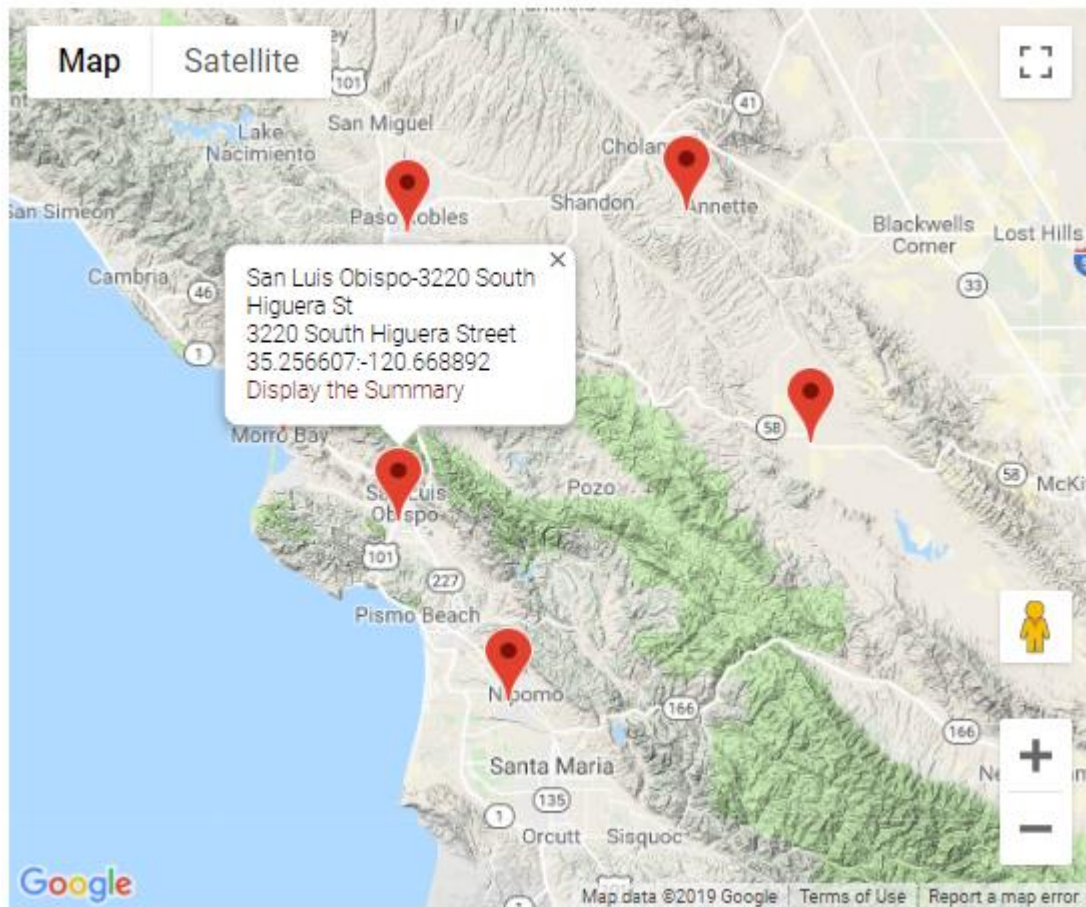 Map Satellite
101
41
Lake
Nacimiento
San Miguel
San Simeon
Paso Robles
Shandon
Annette
Blackwells
Corner
Lost Hills
Cambria
46
33
1
San Luis Obispo-3220 South
Higuera St
3220 South Higuera Street
35.256607:-120.668892
Display the Summary
Morro Bay
58
58
Pozo
San Luis
Obispo
101
227
Pismo Beach
Nipomo
166
166
Santa Maria
135
1
Orcutt Sisquoc
Google
Map data ©2019 Google Terms of Use Report a map error